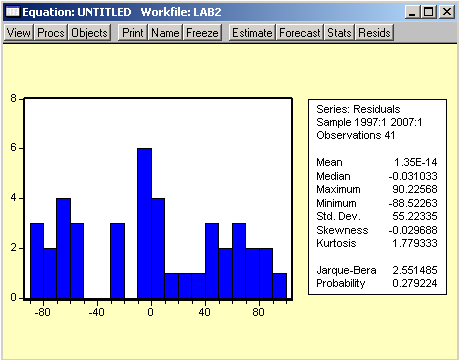 Equation: UNTITLED Workfile: LAB2
View Procs Objects Print Name Freeze Estimate Forecast Stats Resids
8
6
4
2
0
-80 -40 0 40 80
Series: Residuals
Sample 1997:1 2007:1
Observations 41
Mean 1.35E-14
Median -0.031033
Maximum 90.22568
Minimum -88.52263
Std. Dev. 55.22335
Skewness -0.029688
Kurtosis 1.779333
Jarque-Bera 2.551485
Probability 0.279224